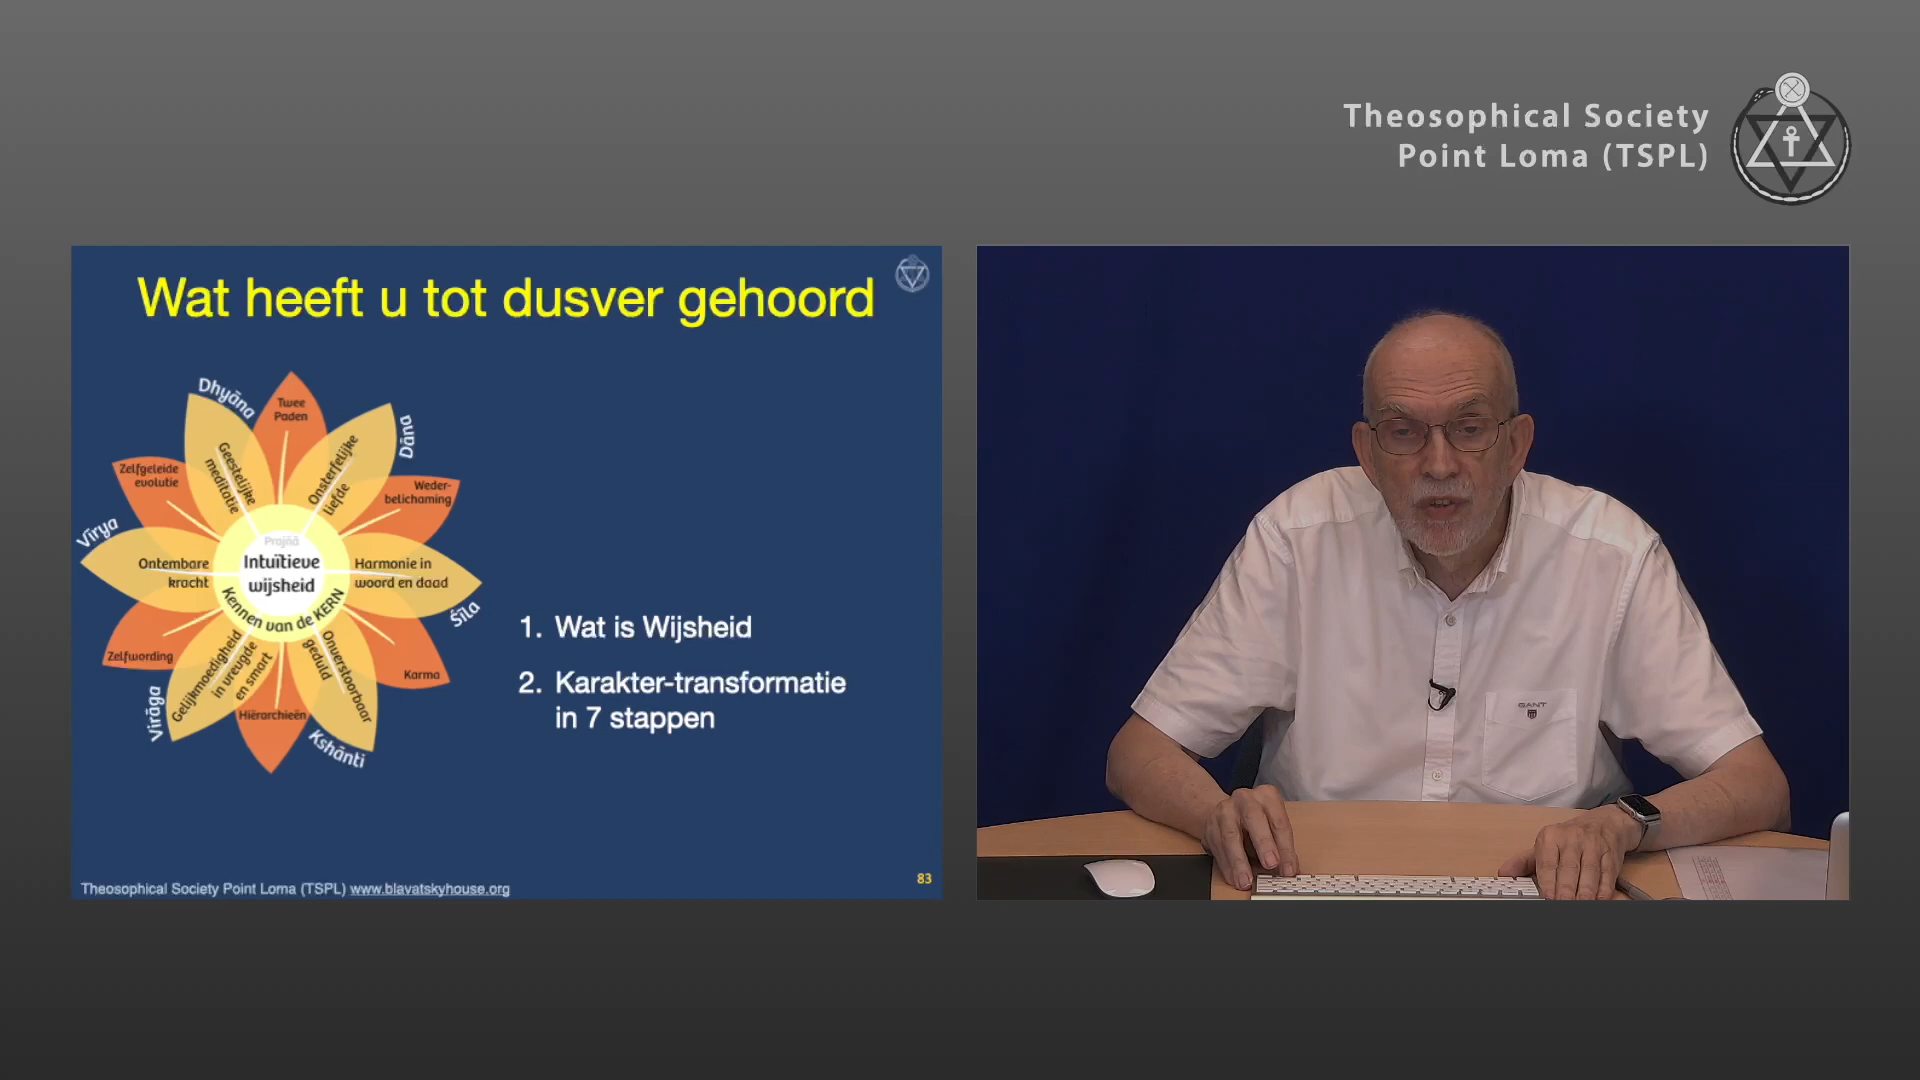 Theosophical Society
Point Loma (TSPL)
Wat heeft u tot dusver gehoord
Dhyāna
Twee
Paden
Dāna
Geestelijke
meditatie
Onsterfelijke
liefde
Zelfgeleide
evolutie
Weder-
belichaming
Vīrya
Ontembare
kracht
Prajñā
Intuïtieve
wijsheid
Kennen van de KERN
Harmonie in
woord en daad
Śīla
Zelfwording
Gelijkmoedigheid
in vreugde
en smart
Onverstoorbaar
geduld
Karma
Virāga
Hiërarchieën
Kshānti
1. Wat is Wijsheid
2. Karakter-transformatie
in 7 stappen
Theosophical Society Point Loma (TSPL) www.blavatskyhouse.org
83
GANT